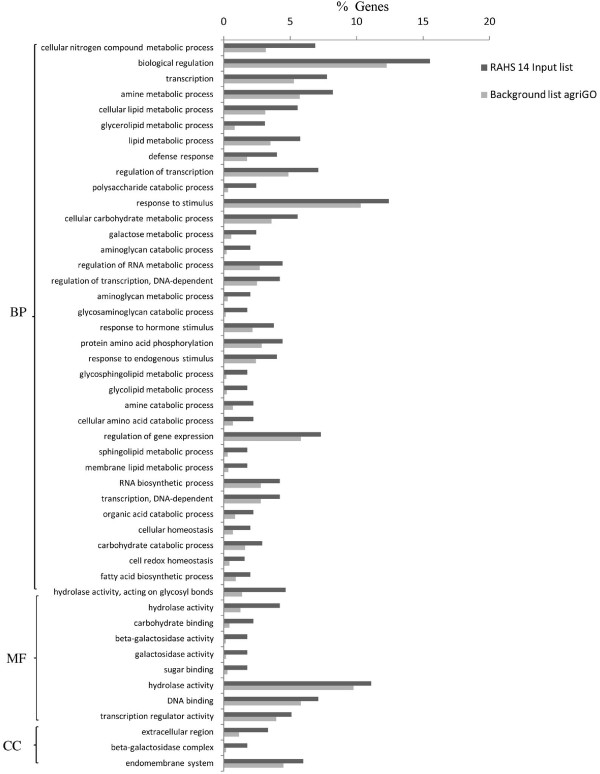 % Genes
0 5 10 15 20
RAHS 14 Input list
Background list agriGO
BP
cellular nitrogen compound metabolic process
biological regulation
transcription
amine metabolic process
cellular lipid metabolic process
glycerolipid metabolic process
lipid metabolic process
defense response
regulation of transcription
polysaccharide catabolic process
response to stimulus
cellular carbohydrate metabolic process
galactose metabolic process
aminoglycan catabolic process
regulation of RNA metabolic process
regulation of transcription, DNA-dependent
aminoglycan metabolic process
glycosaminoglycan catabolic process
response to hormone stimulus
protein amino acid phosphorylation
response to endogenous stimulus
glycosphingolipid metabolic process
glycolipid metabolic process
amine catabolic process
cellular amino acid catabolic process
regulation of gene expression
sphingolipid metabolic process
membrane lipid metabolic process
RNA biosynthetic process
transcription, DNA-dependent
organic acid catabolic process
cellular homeostasis
carbohydrate catabolic process
cell redox homeostasis
fatty acid biosynthetic process
MF
hydrolase activity, acting on glycosyl bonds
hydrolase activity
carbohydrate binding
beta-galactosidase activity
galactosidase activity
sugar binding
hydrolase activity
DNA binding
transcription regulator activity
CC
extracellular region
beta-galactosidase complex
endomembrane system